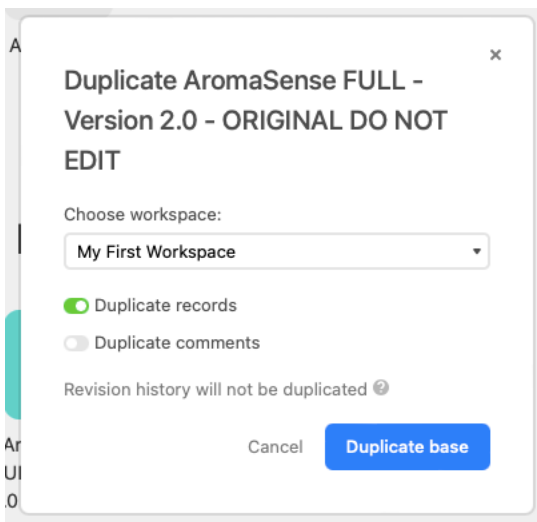 ×
Duplicate AromaSense FULL -
Version 2.0 - ORIGINAL DO NOT
EDIT
Choose workspace:
My First Workspace
Duplicate records
Duplicate comments
Revision history will not be duplicated ?
Cancel Duplicate base